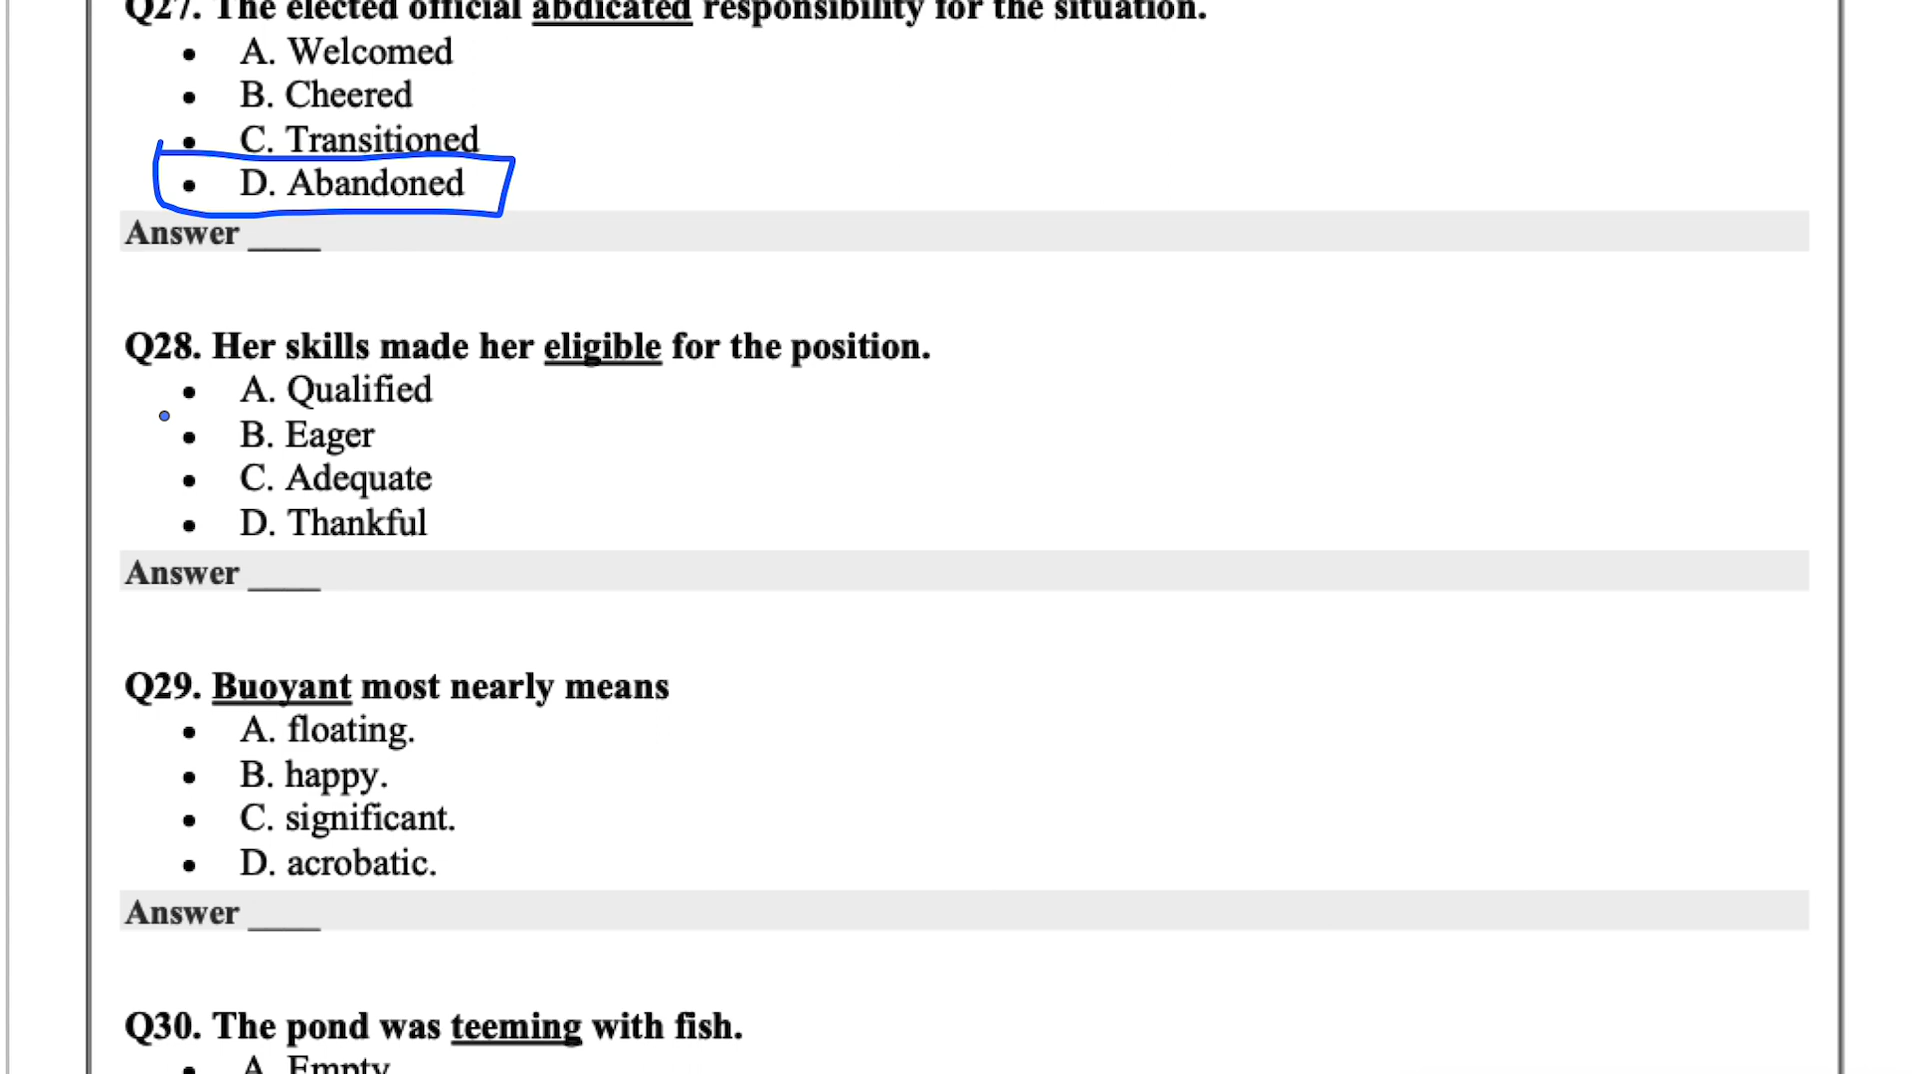 Q27. The elected official abdicated responsibility for the situation.
• A. Welcomed
• B. Cheered
• C. Transitioned
• D. Abandoned
Answer ____
Q28. Her skills made her eligible for the position.
• A. Qualified
• B. Eager
• C. Adequate
• D. Thankful
Answer ____
Q29. Buoyant most nearly means
• A. floating.
• B. happy.
• C. significant.
• D. acrobatic.
Answer ____
Q30. The pond was teeming with fish.
• A. Empty